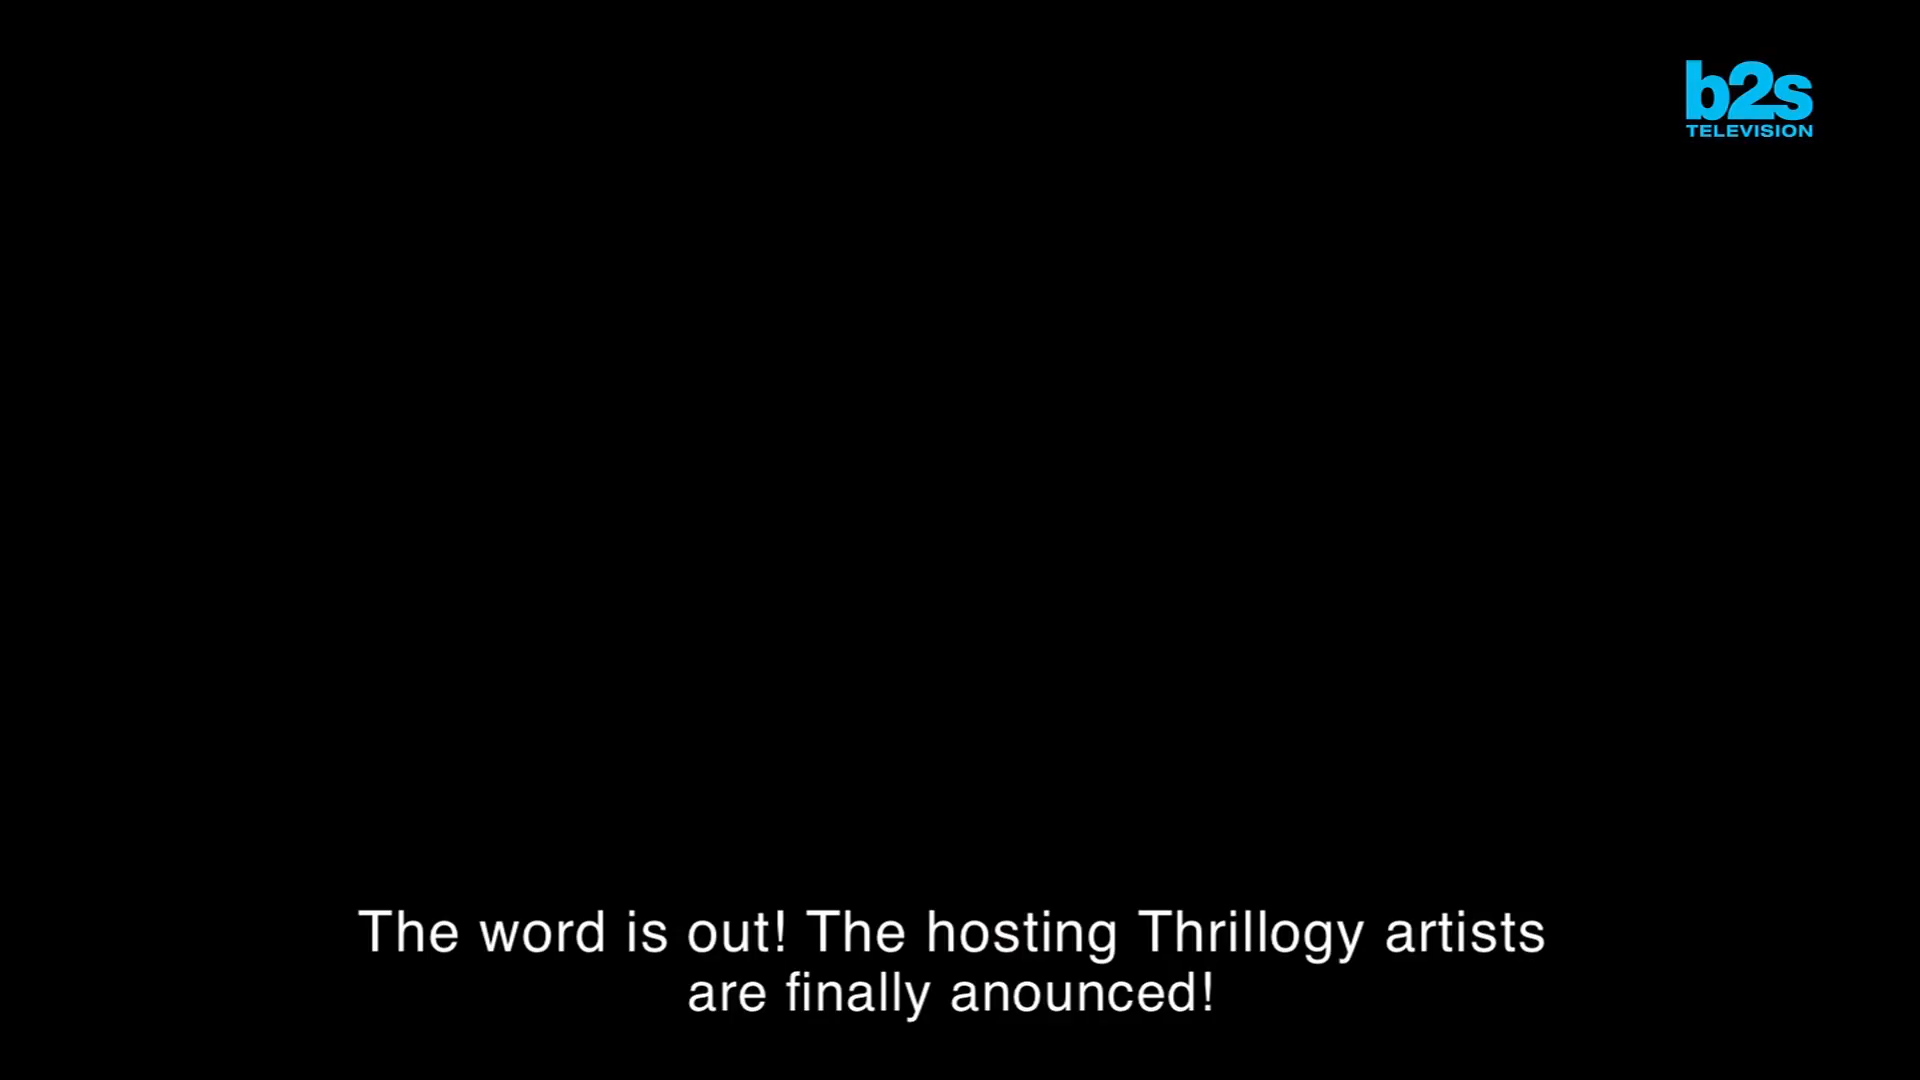 b2s
TELEVISION
The word is out! The hosting Thrillogy artists
are finally anounced!